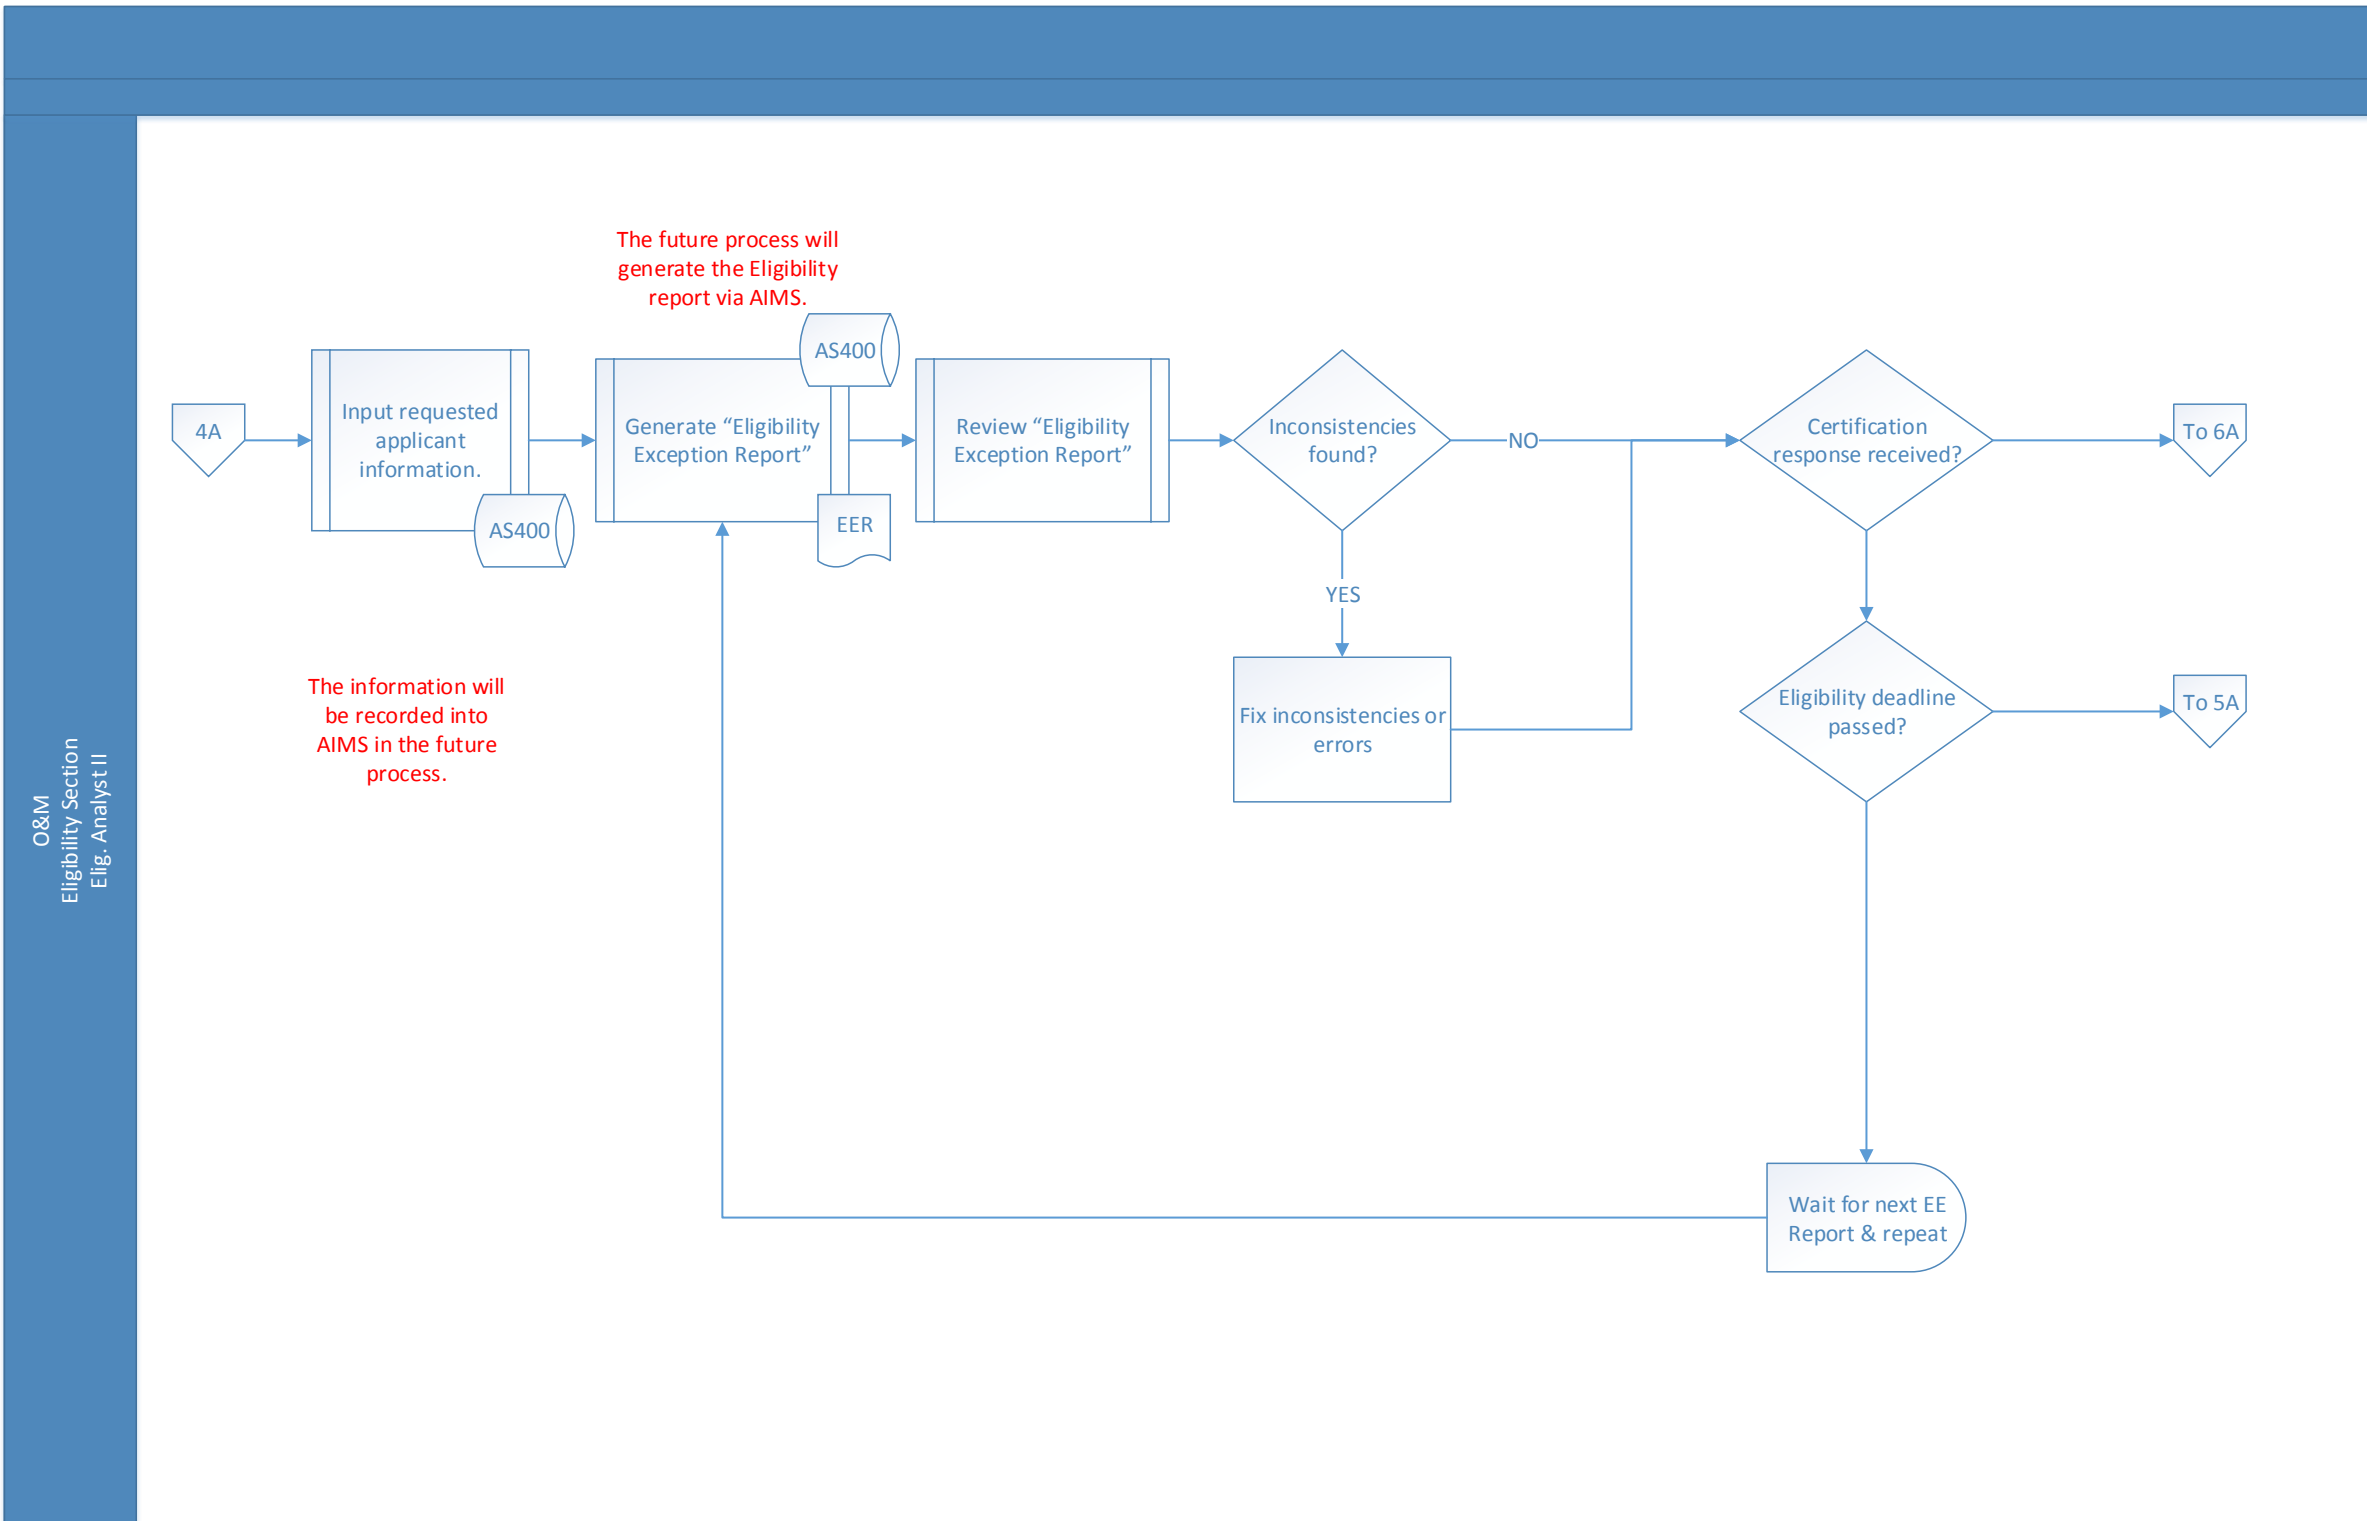 O&M
Eligibility Section
Elig. Analyst II
The future process will
generate the Eligibility
report via AIMS.
4A
Input requested
applicant
information.
AS400
Generate “Eligibility
Exception Report”
AS400
EER
Review “Eligibility
Exception Report”
Inconsistencies
found?
NO
YES
Fix inconsistencies or
errors
Certification
response received?
To 6A
Eligibility deadline
passed?
To 5A
The information will
be recorded into
AIMS in the future
process.
Wait for next EE
Report & repeat